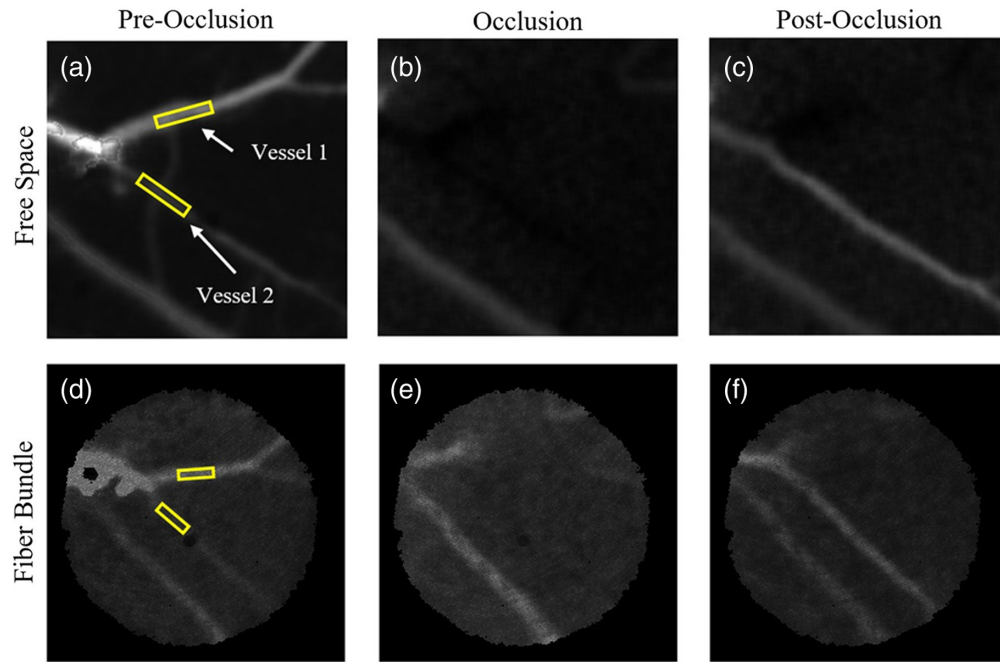 Pre-Occlusion
Occlusion
Post-Occlusion
Free Space
(a)
(b)
(c)
Vessel 1
Vessel 2
Fiber Bundle
(d)
(e)
(f)